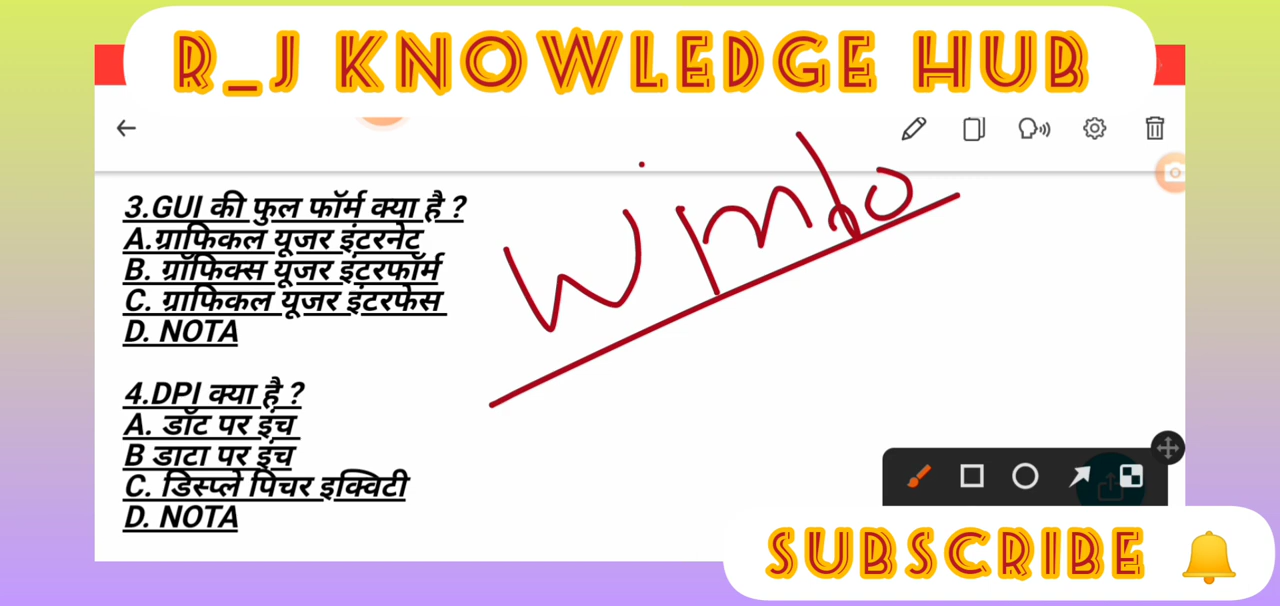 R_J KNOWLEDGE HUB
3.GUI की फुल फॉर्म क्या है ?
A.ग्राफिकल यूजर इंटरनेट
B. ग्रॉफिक्स यूजर इंटरफॉर्म
C. ग्राफिकल यूजर इंटरफेस
D. NOTA
4.DPI क्या है ?
A. डॉट पर इंच
B डाटा पर इंच
C. डिस्प्ले पिचर इक्विटी
D. NOTA
SUBSCRIBE